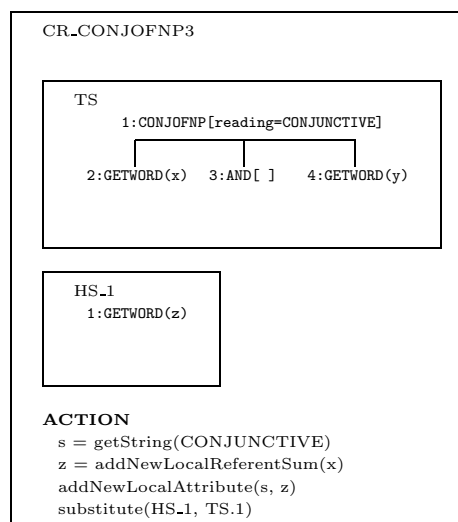 CR_CONJOFNP3
TS
1:CONJOFNP[reading=CONJUNCTIVE]
2:GETWORD(x) 3:AND[ ] 4:GETWORD(y)
HS_1
1:GETWORD(z)
ACTION
s = getString(CONJUNCTIVE)
z = addNewLocalReferentSum(x)
addNewLocalAttribute(s, z)
substitute(HS_1, TS.1)